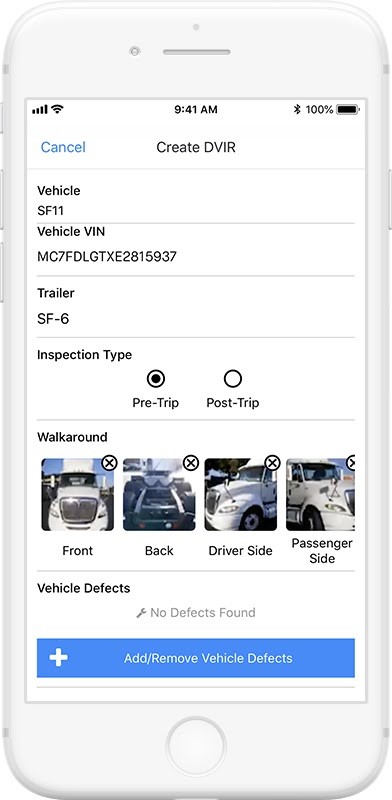 9:41 AM
100%
Cancel
Create DVIR
Vehicle
SF11
Vehicle VIN
MC7FDLGTXE2815937
Trailer
SF-6
Inspection Type
Pre-Trip
Post-Trip
Walkaround
Front
Back
Driver Side
Passenger
Side
Vehicle Defects
No Defects Found
Add/Remove Vehicle Defects